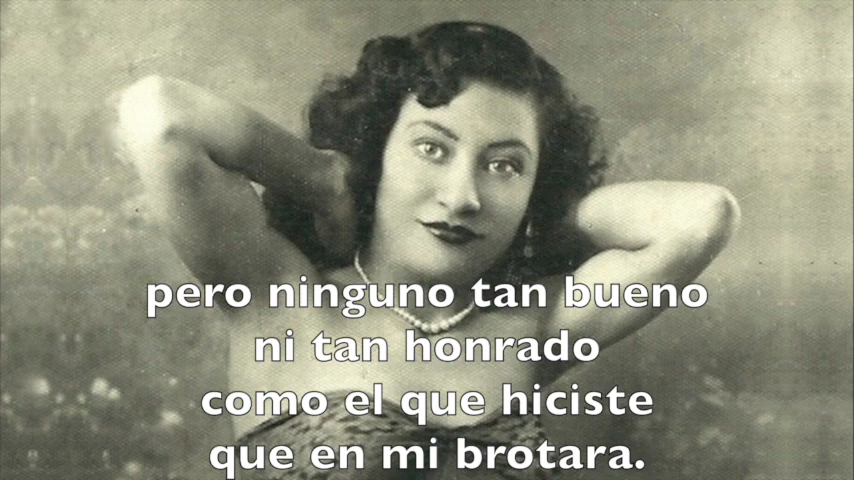 pero ninguno tan bueno
ni tan honrado
como el que hiciste
que en mi brotara.